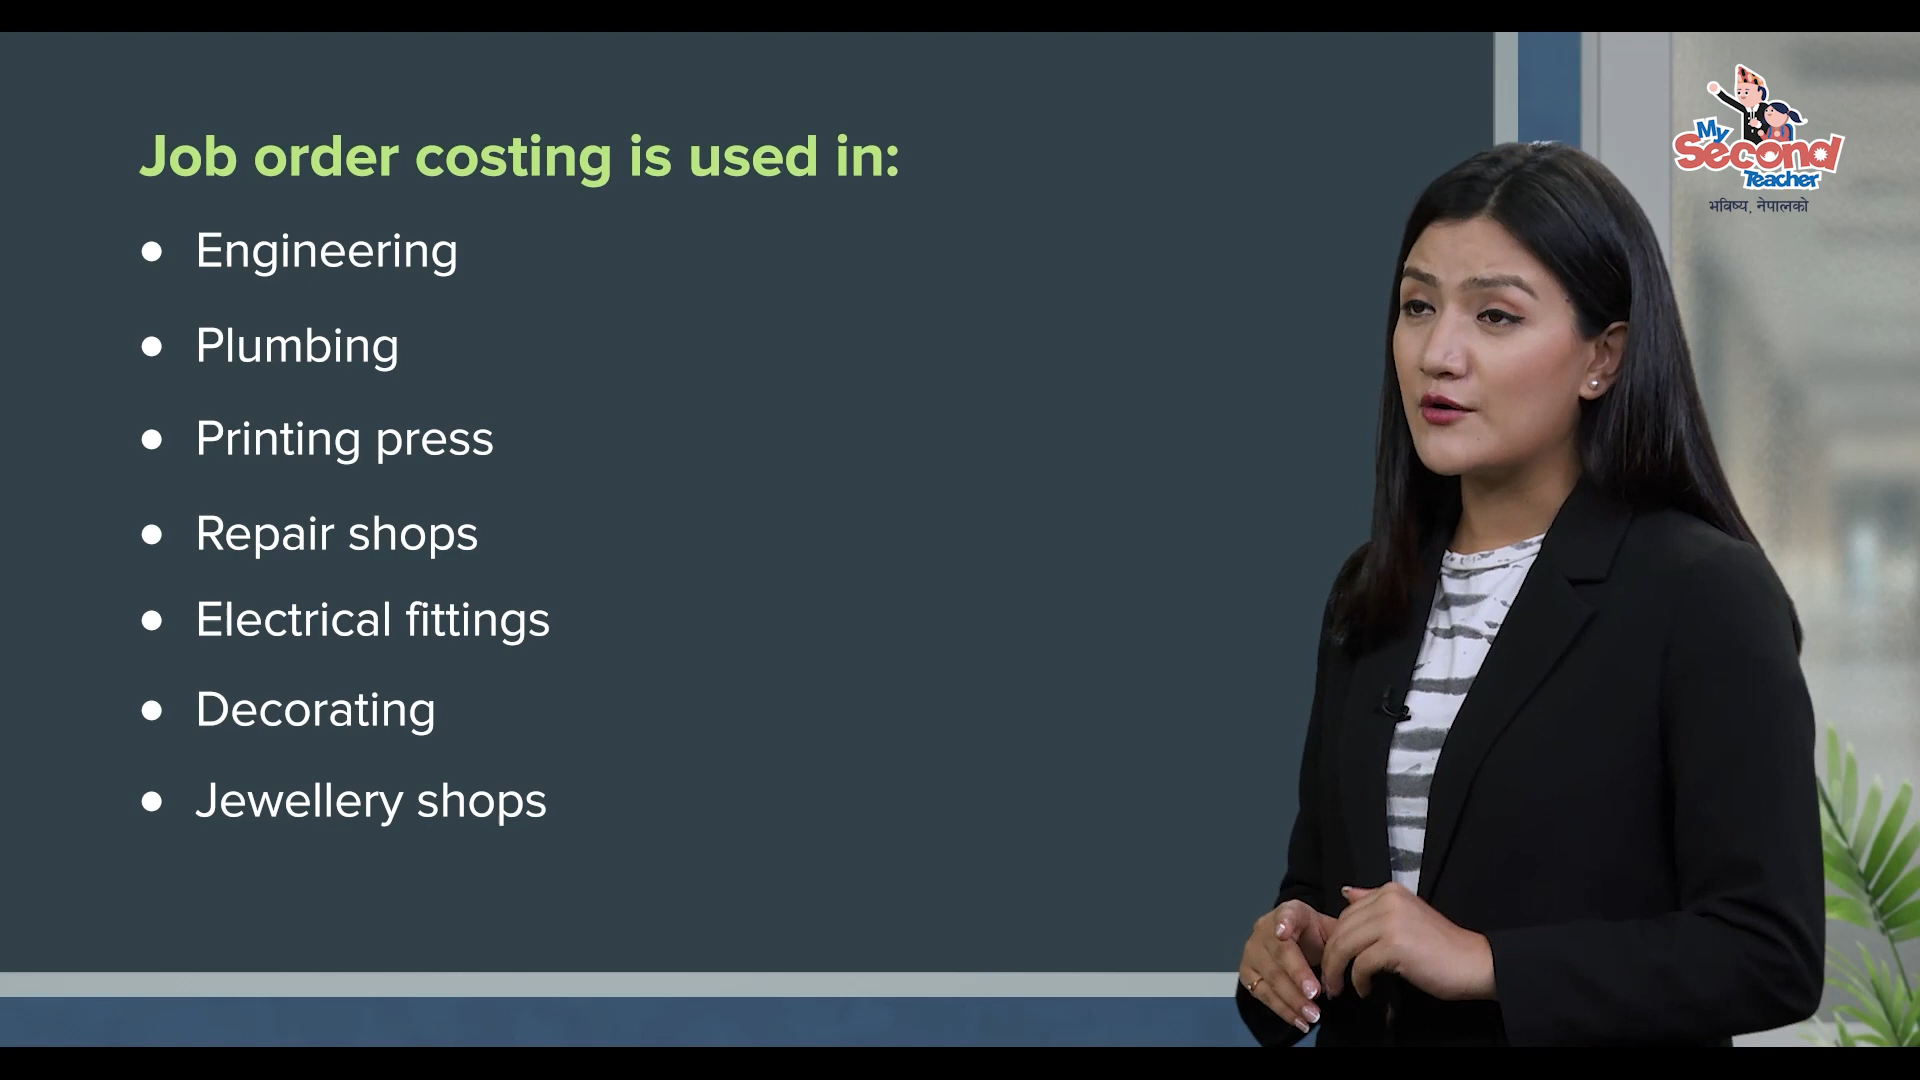 Job order costing is used in:
• Engineering
• Plumbing
• Printing press
• Repair shops
• Electrical fittings
• Decorating
• Jewellery shops
My
Second
Teacher
भविष्य, नेपालको